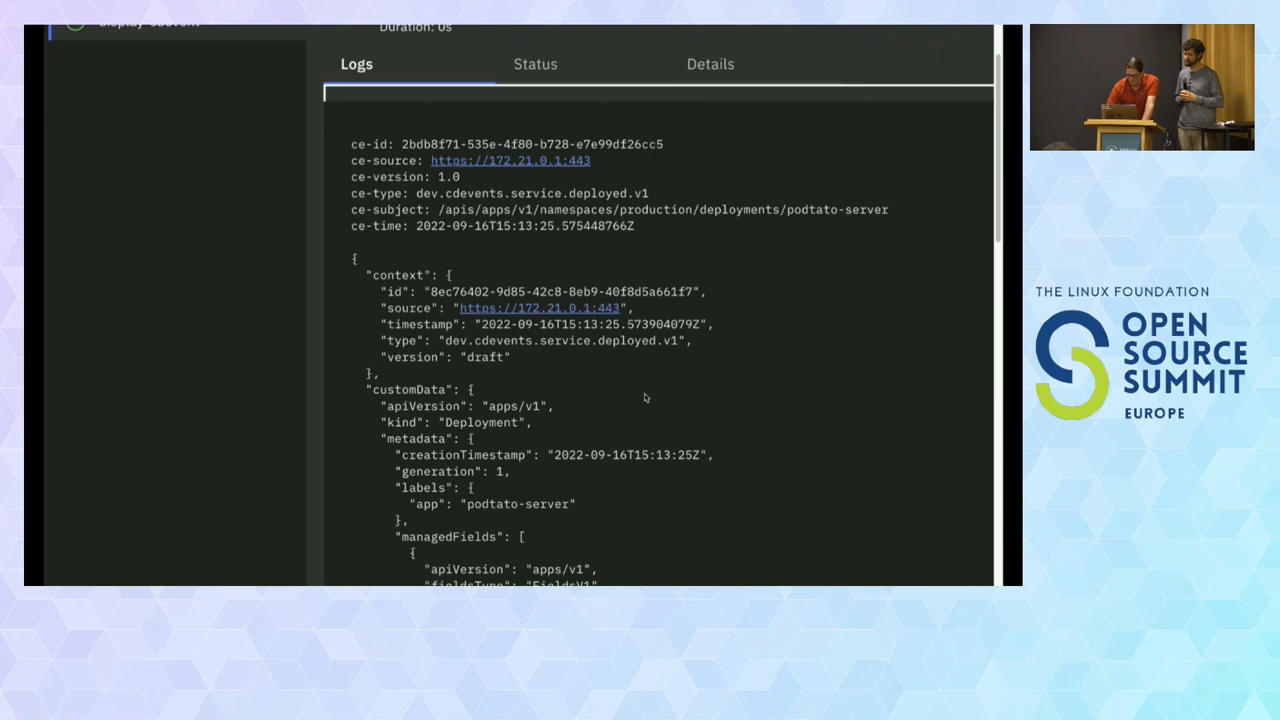 Duration: 0s
Logs
Status
Details
ce-id: 2bdb8f71-535e-4f80-b728-e7e99df26cc5
ce-source: https://172.21.0.1:443
ce-version: 1.0
ce-type: dev.cdevents.service.deployed.v1
ce-subject: /apis/apps/v1/namespaces/production/deployments/podtato-server
ce-time: 2022-09-16T15:13:25.575448766Z
{
"context": {
"id": "8ec76402-9d85-42c8-8eb9-40f8d5a661f7",
"source": "https://172.21.0.1:443",
"timestamp": "2022-09-16T15:13:25.573904079Z",
"type": "dev.cdevents.service.deployed.v1",
"version": "draft"
},
"customData": {
"apiVersion": "apps/v1",
"kind": "Deployment",
"metadata": {
"creationTimestamp": "2022-09-16T15:13:25Z",
"generation": 1,
"labels": {
"app": "podtato-server"
},
"managedFields": [
{
"apiVersion": "apps/v1",
"fieldsType": "FieldsV1",
THE LINUX FOUNDATION
OPEN
SOURCE
SUMMIT
EUROPE